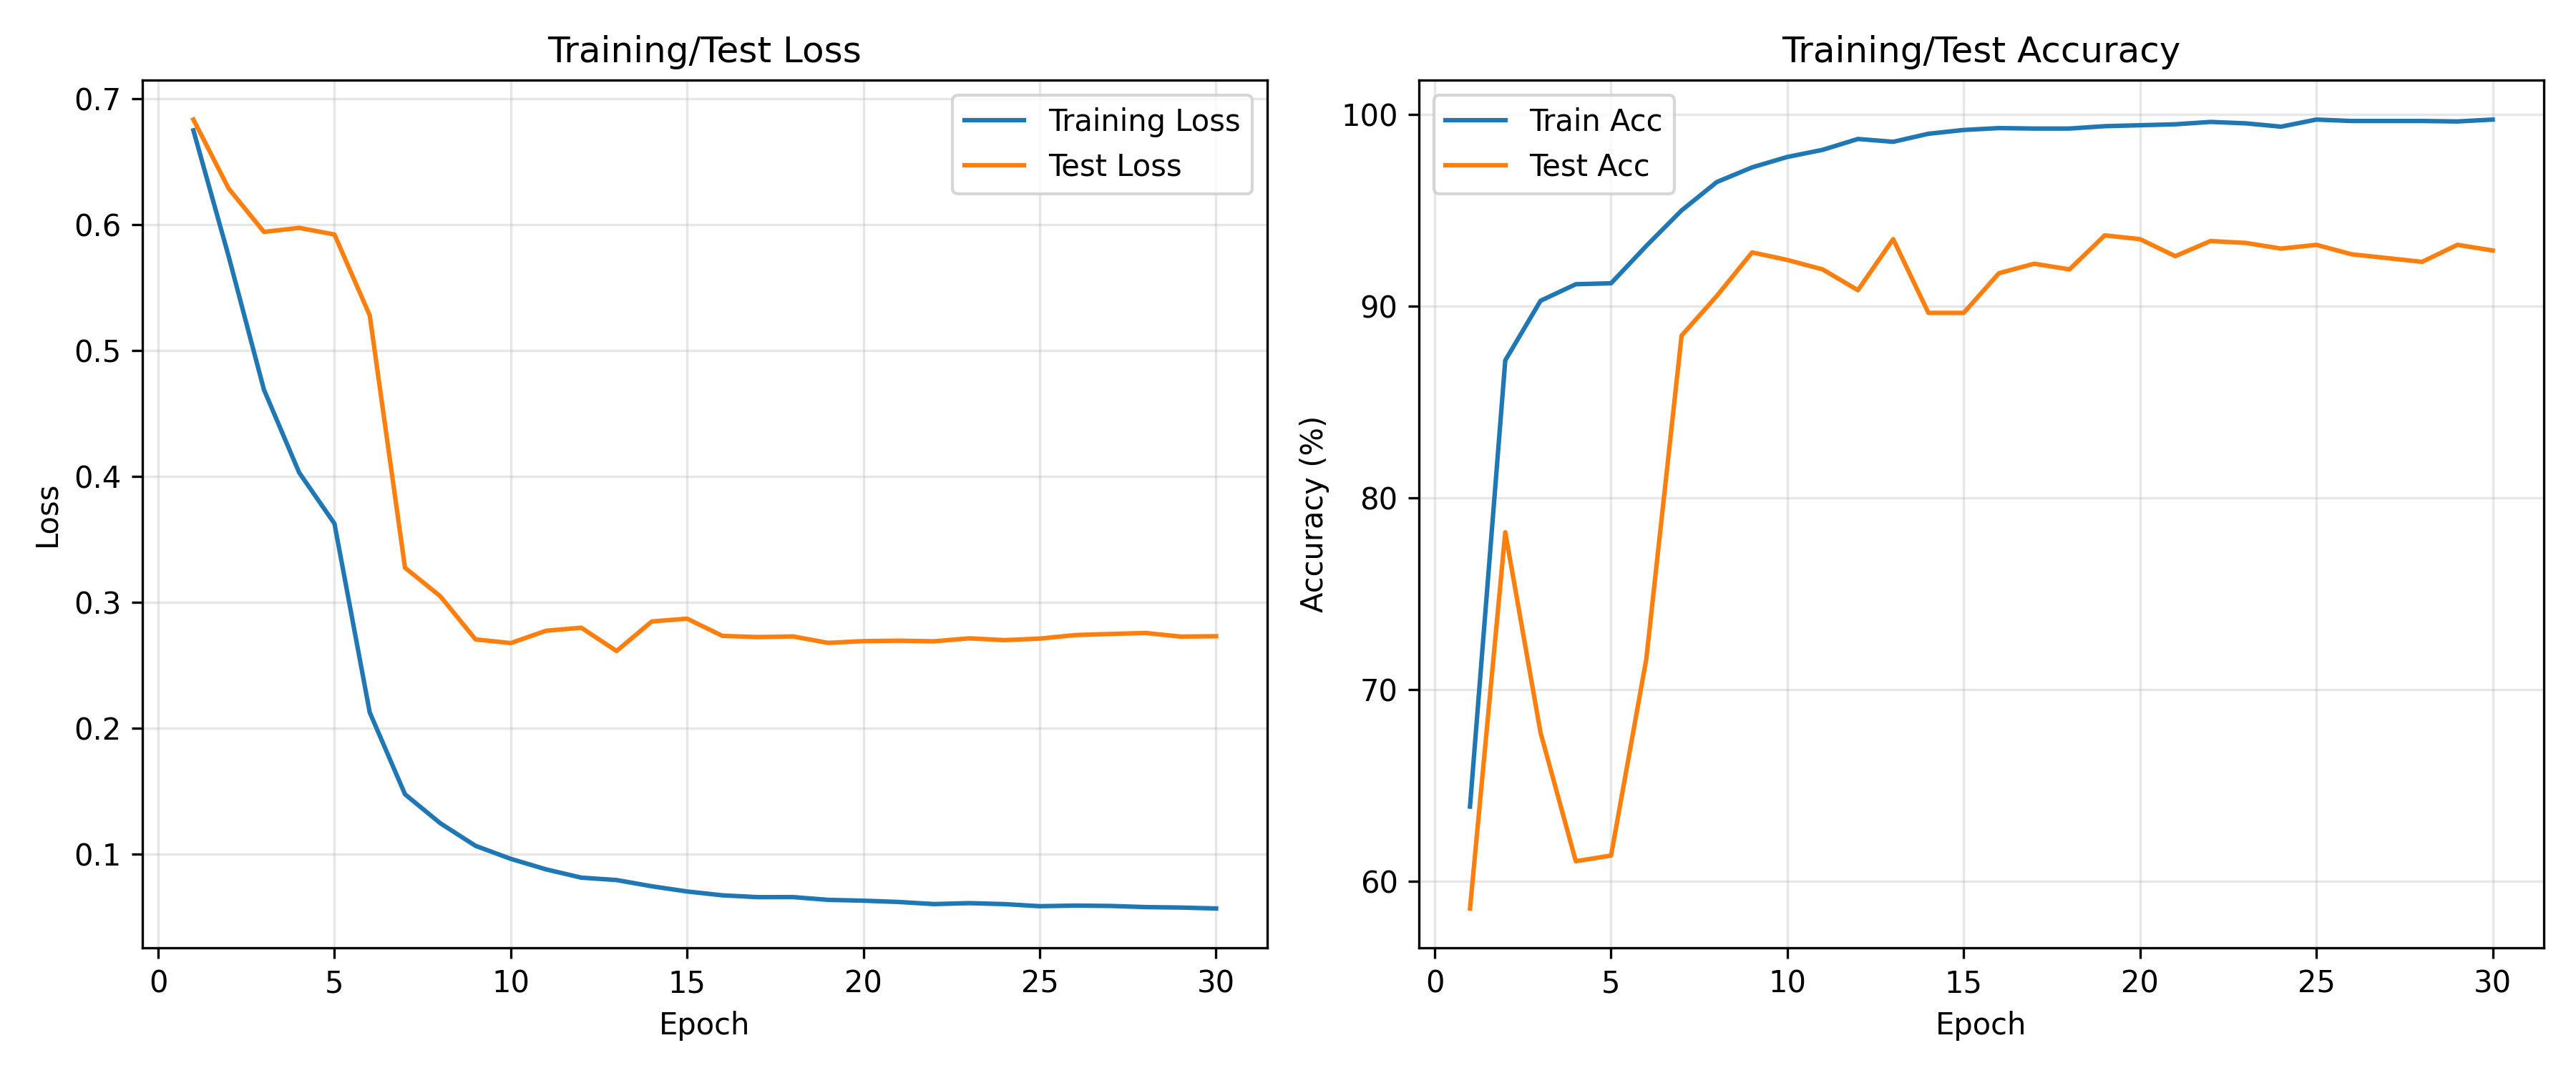 Training/Test Loss
0.7
0.6
0.5
0.4
0.3
0.2
0.1
Loss
Training Loss
Test Loss
0 5 10 15 20 25 30
Epoch
Training/Test Accuracy
100
90
80
70
60
Accuracy (%)
Train Acc
Test Acc
0 5 10 15 20 25 30
Epoch